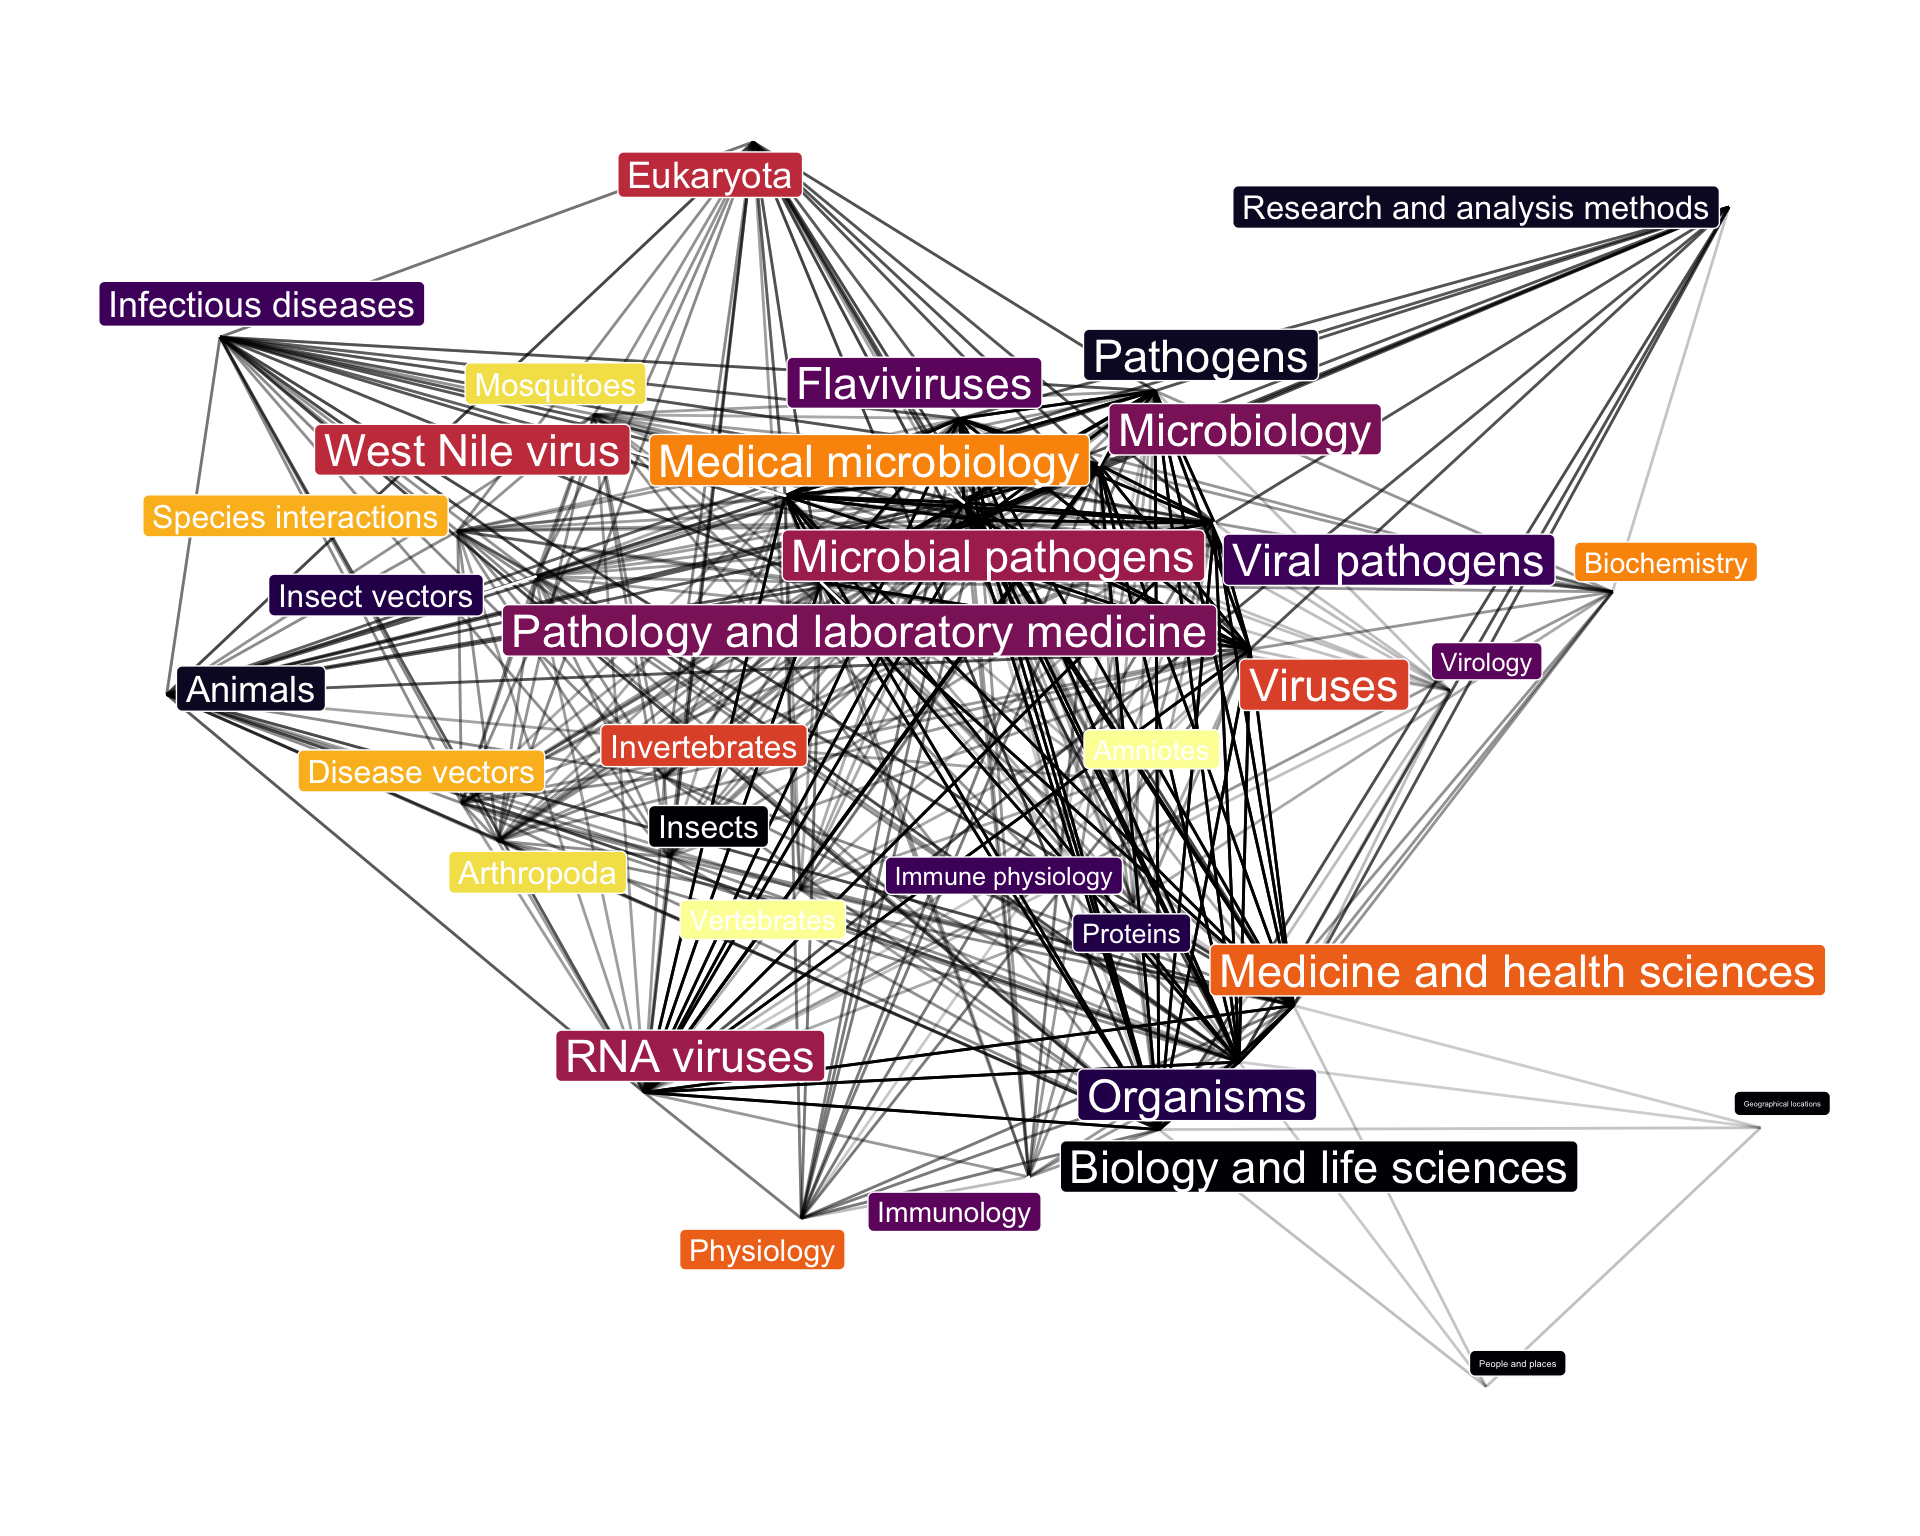 Eukaryota
Research and analysis methods
Infectious diseases
Pathogens
Mosquitoes
Flaviviruses
Microbiology
West Nile virus
Medical microbiology
Species interactions
Microbial pathogens
Viral pathogens
Biochemistry
Insect vectors
Pathology and laboratory medicine
Virology
Animals
Viruses
Invertebrates
Amniotes
Disease vectors
Insects
Arthropoda
Immune physiology
Vertebrates
Proteins
Medicine and health sciences
RNA viruses
Organisms
Geographical locations
Biology and life sciences
Immunology
Physiology
People and places